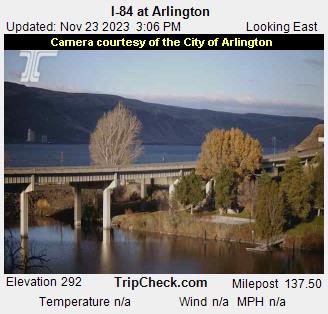 I-84 at Arlington
Updated: Nov 23 2023 3:06 PM Looking East
Camera courtesy of the City of Arlington
Elevation 292 TripCheck.com Milepost 137.50
Temperature n/a Wind n/a MPH n/a